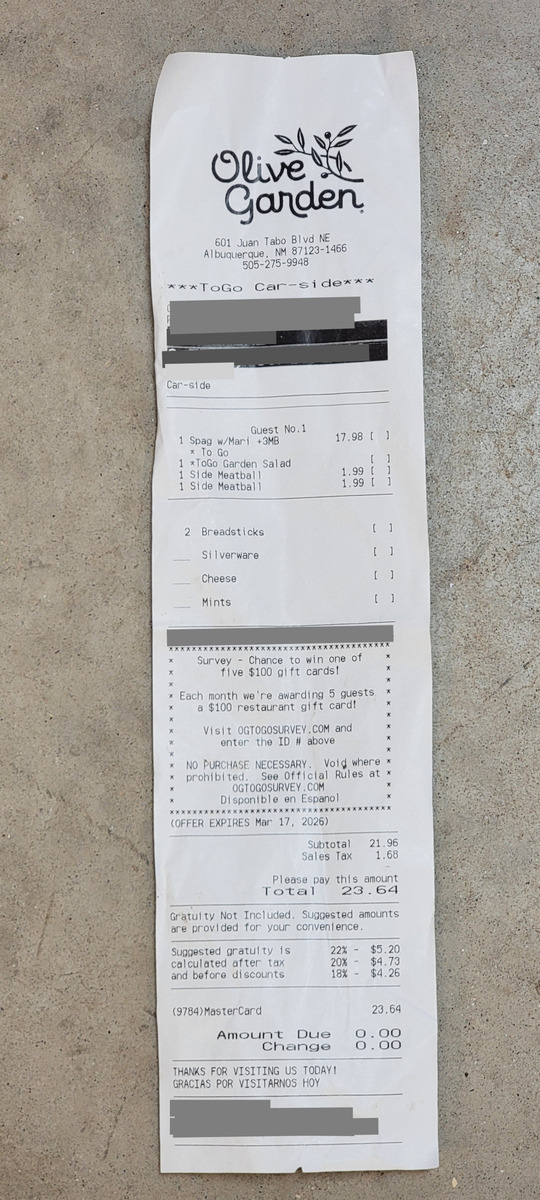 Olive
Garden
601 Juan Tabo Blvd NE
Albuquerque, NM 87123-1466
505-275-9948
***ToGo Car-side***
Car-side
Guest No.1
1 Spag w/Mari +3MB 17.98 [ ]
* To Go
1 *ToGo Garden Salad [ ]
1 Side Meatball 1.99 [ ]
1 Side Meatball 1.99 [ ]
2 Breadsticks [ ]
___ Silverware [ ]
___ Cheese [ ]
___ Mints [ ]
****************************************
* Survey - Chance to win one of *
* five $100 gift cards! *
* *
* Each month we're awarding 5 guests *
* a $100 restaurant gift card! *
* *
* Visit OGTOGOSURVEY.COM and *
* enter the ID # above *
* *
* NO PURCHASE NECESSARY. Void where *
* prohibited. See Official Rules at *
* OGTOGOSURVEY.COM *
* Disponible en Espanol *
****************************************
(OFFER EXPIRES Mar 17, 2026)
Subtotal 21.96
Sales Tax 1.68
Please pay this amount
Total 23.64
Gratuity Not Included. Suggested amounts
are provided for your convenience.
Suggested gratuity is 22% - $5.20
calculated after tax 20% - $4.73
and before discounts 18% - $4.26
(9784)MasterCard 23.64
Amount Due 0.00
Change 0.00
THANKS FOR VISITING US TODAY!
GRACIAS POR VISITARNOS HOY